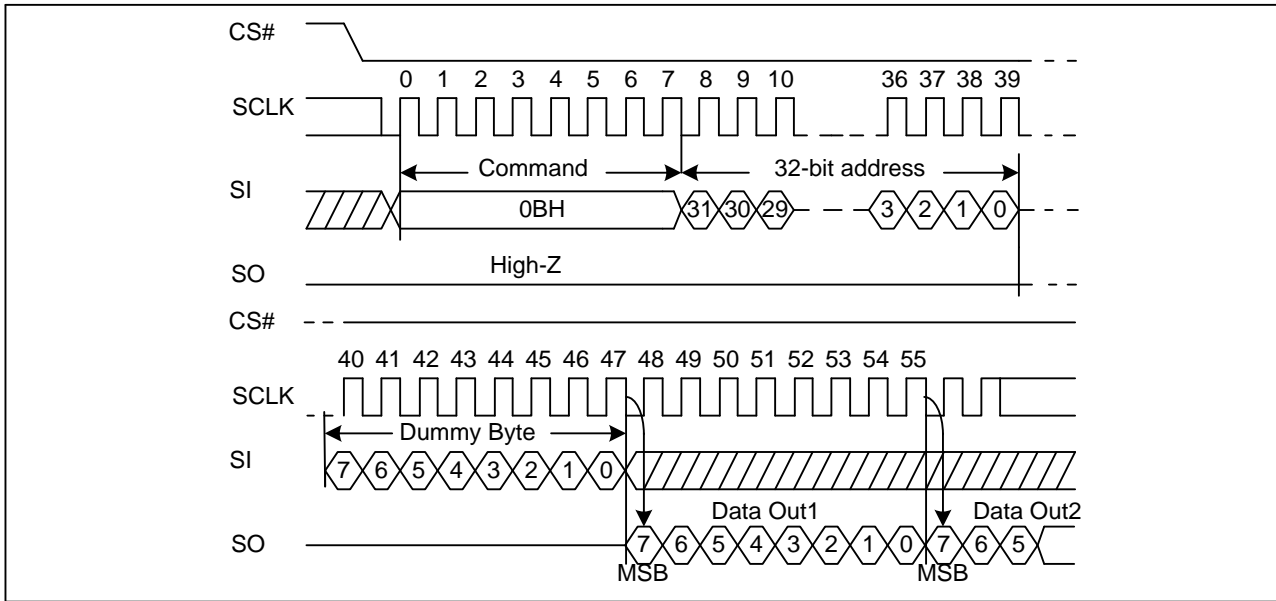 CS#
0 1 2 3 4 5 6 7 8 9 10 36 37 38 39
SCLK
Command 32-bit address
SI
0BH 31 30 29 3 2 1 0
High-Z
SO
CS#
40 41 42 43 44 45 46 47 48 49 50 51 52 53 54 55
SCLK
Dummy Byte
SI
7 6 5 4 3 2 1 0
Data Out1 Data Out2
SO
7 6 5 4 3 2 1 0 7 6 5
MSB MSB